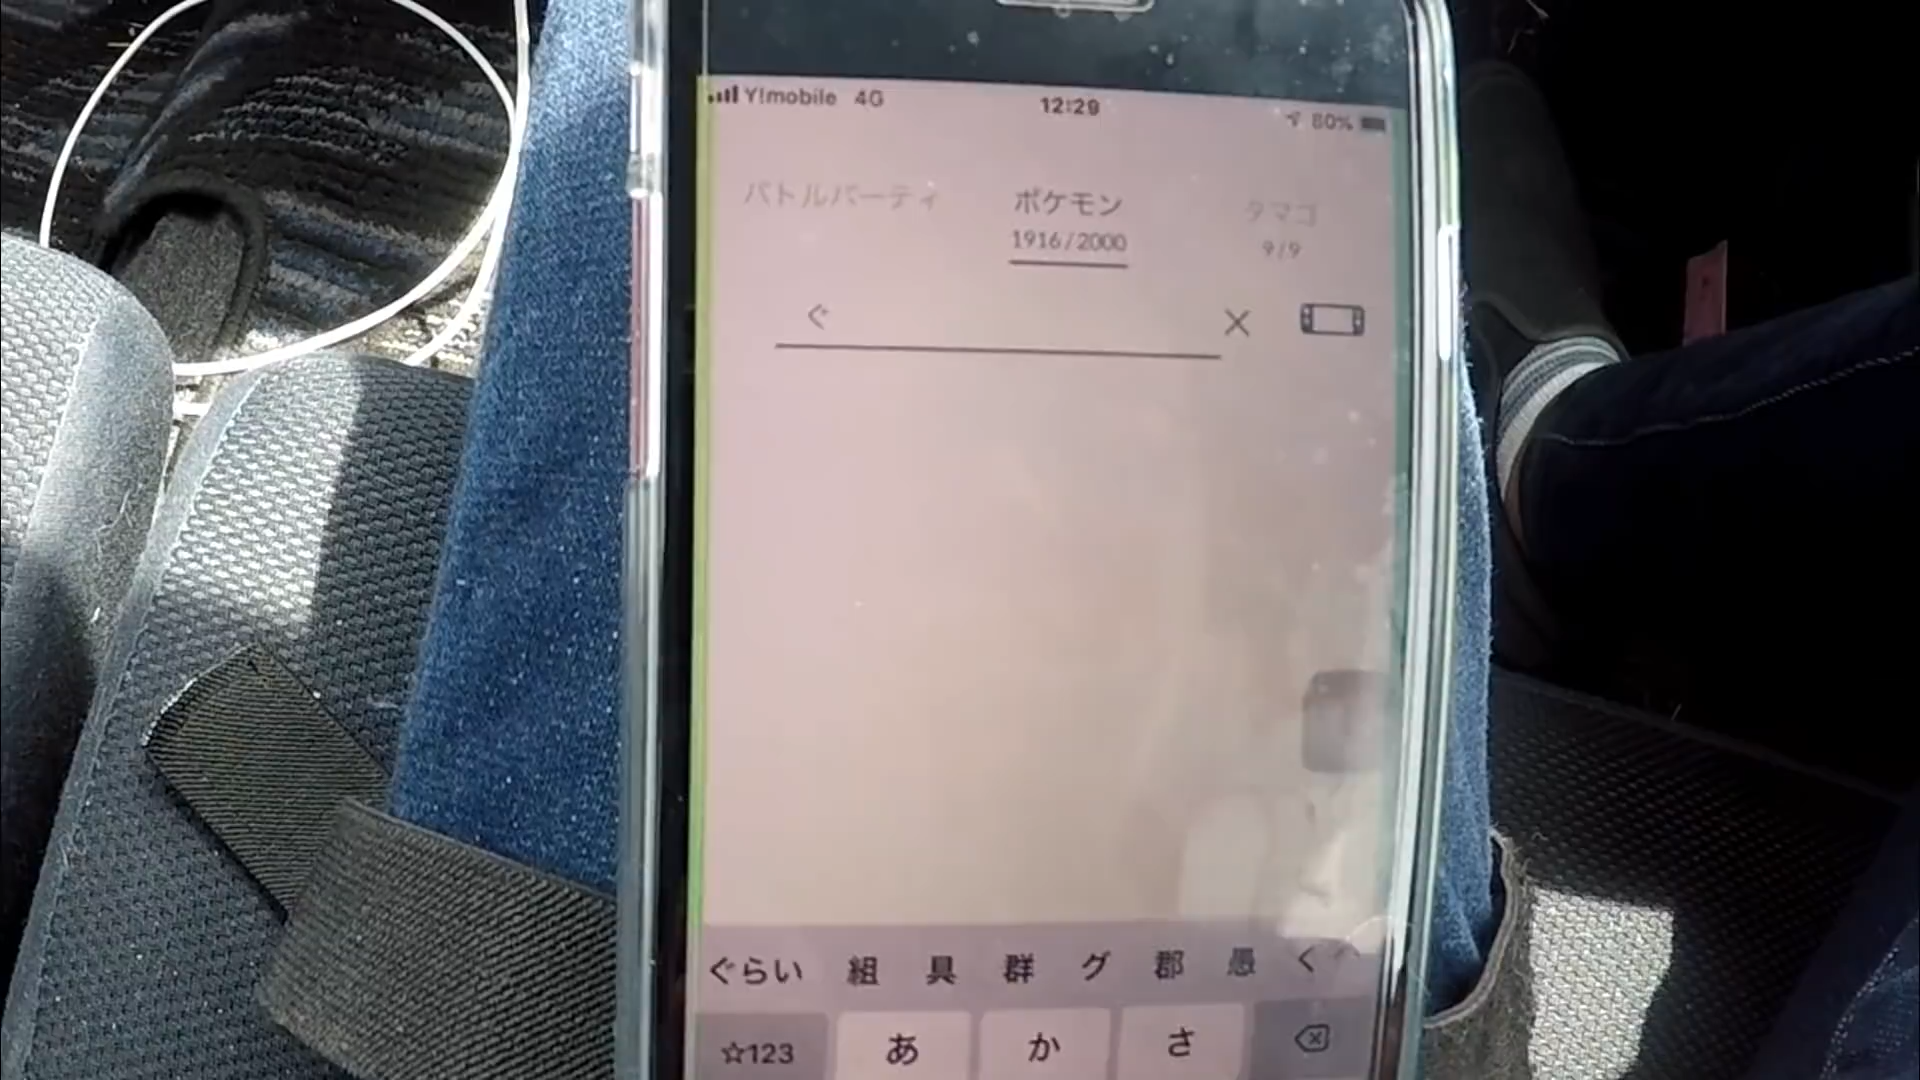 Y!mobile 4G 12:29 80%
バトルパーティ ポケモン タマゴ
1916/2000 9/9
ぐ
ぐらい 組 具 群 グ 郡 愚 く
☆123 あ か さ